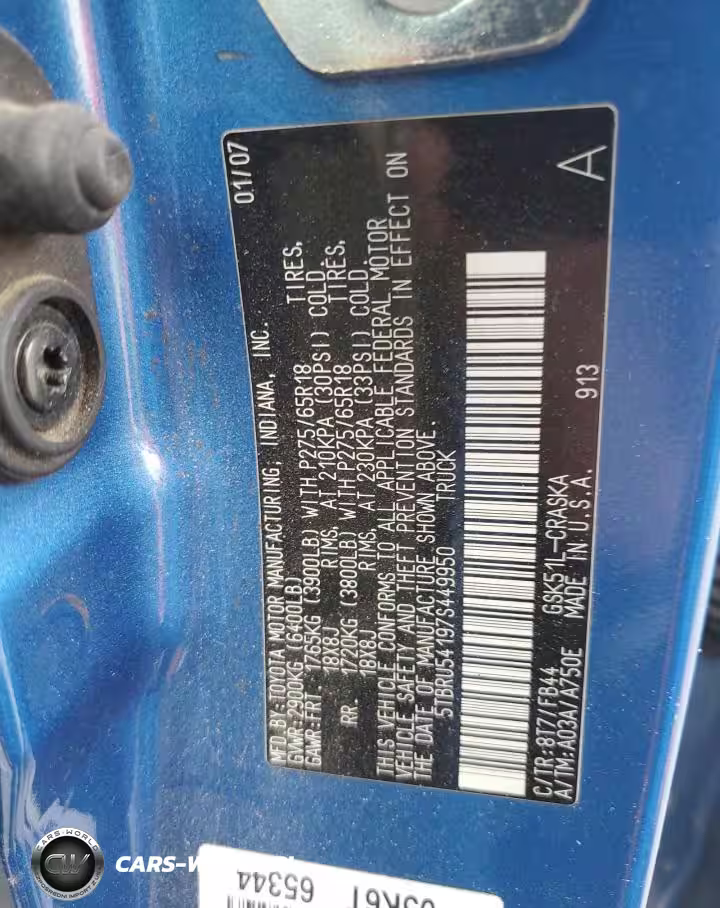 MFD.BY:TOYOTA MOTOR MANUFACTURING, INDIANA, INC. 01/07
GVWR:2900KG (6400LB)
GAWR:FRT. 1765KG (3900LB) WITH P275/65R18 TIRES,
18X8J RIMS, AT 210KPA (30PSI) COLD
RR. 1720KG (3800LB) WITH P275/65R18 TIRES,
18X8J RIMS, AT 230KPA (33PSI) COLD
THIS VEHICLE CONFORMS TO ALL APPLICABLE FEDERAL MOTOR
VEHICLE SAFETY AND THEFT PREVENTION STANDARDS IN EFFECT ON
THE DATE OF MANUFACTURE SHOWN ABOVE.
5TBRU54197S449950 TRUCK
C/TR:8T7/FB44 GSK51L-CRASKA 913 A
A/TM:A03A/A750E MADE IN U.S.A.
65344
CARS-WORLD
CW
CARS-W